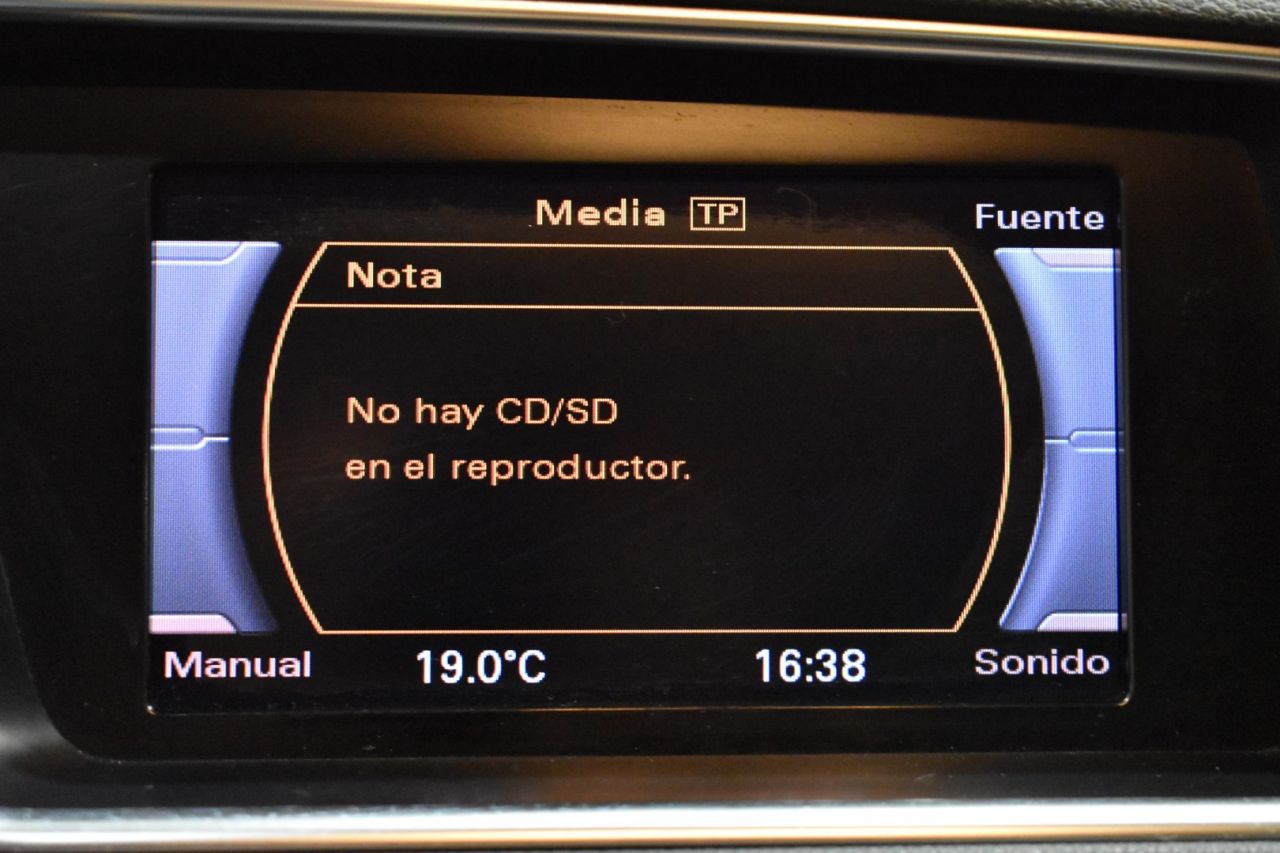 Media TP
Fuente
Nota
No hay CD/SD
en el reproductor.
Manual
19.0°C
16:38
Sonido